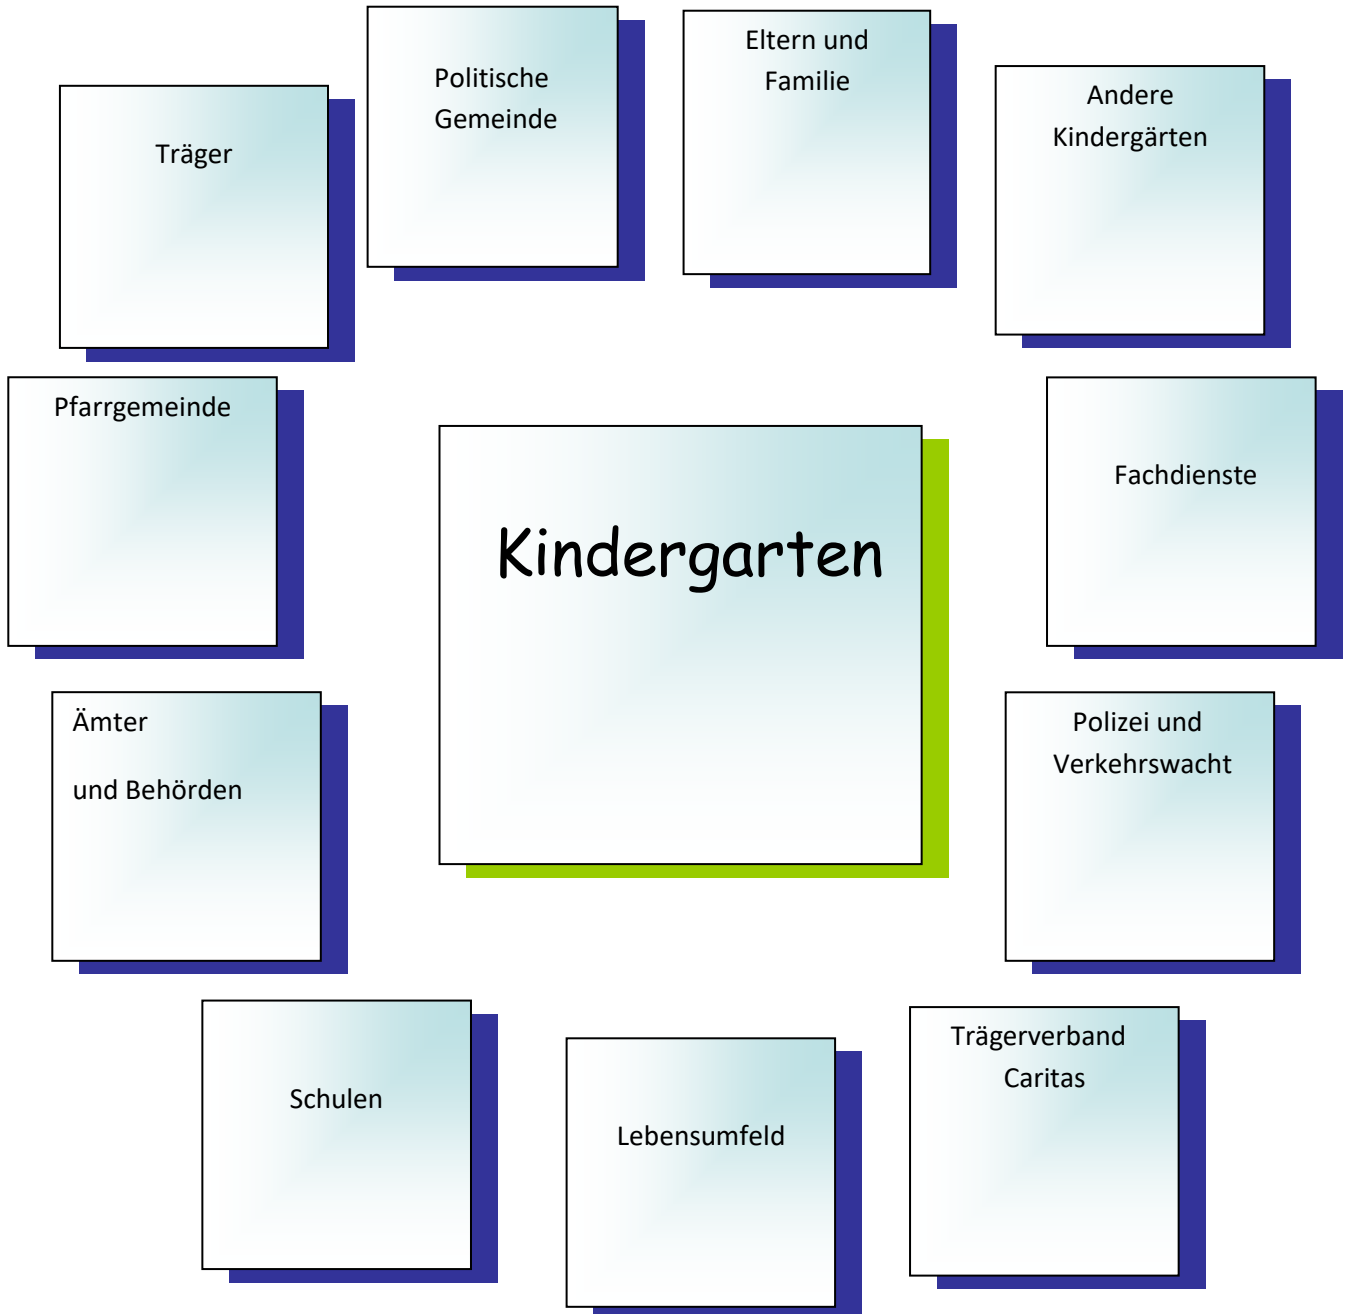 Eltern und
Familie
Politische
Gemeinde
Andere
Kindergärten
Träger
Pfarrgemeinde
Fachdienste
Kindergarten
Ämter
und Behörden
Polizei und
Verkehrswacht
Trägerverband
Caritas
Schulen
Lebensumfeld